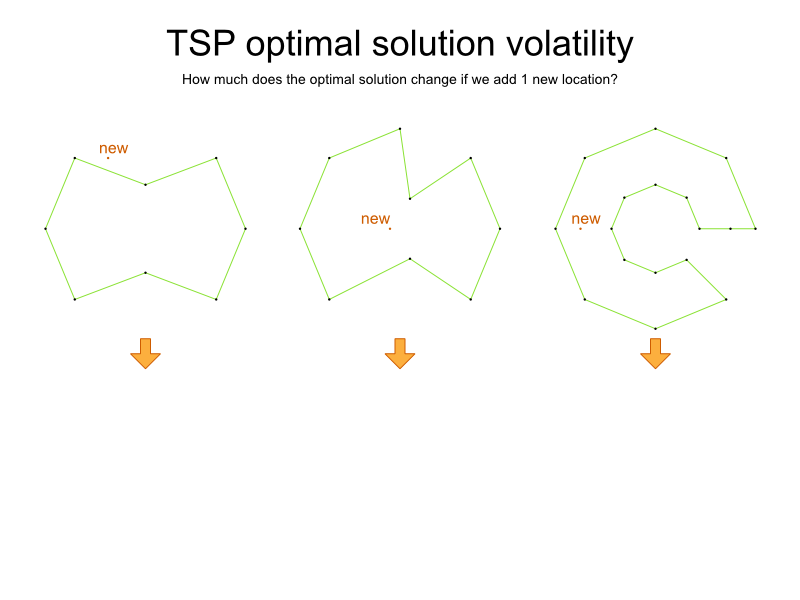 TSP optimal solution volatility
How much does the optimal solution change if we add 1 new location?
new
new
new